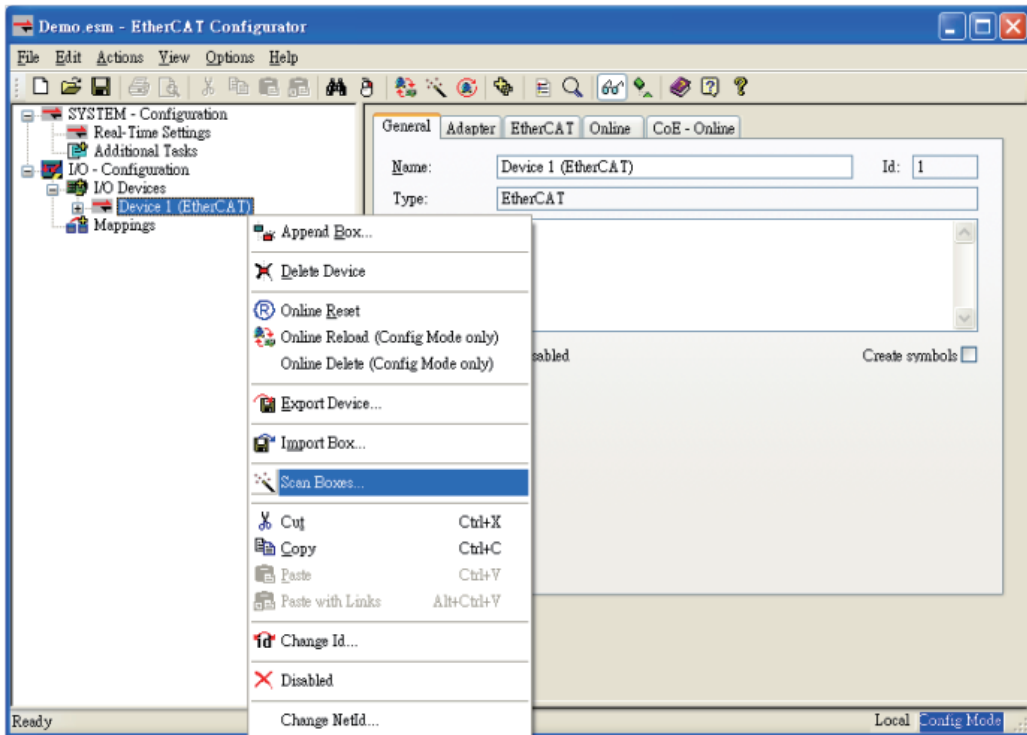 Demo.esm - EtherCAT Configurator
File Edit Actions View Options Help
SYSTEM - Configuration
Real-Time Settings
Additional Tasks
I/O - Configuration
I/O Devices
Device 1 (EtherCAT)
Mappings
General Adapter EtherCAT Online CoE - Online
Name: Device 1 (EtherCAT) Id: 1
Type: EtherCAT
sabled Create symbols
Append Box...
Delete Device
Online Reset
Online Reload (Config Mode only)
Online Delete (Config Mode only)
Export Device...
Import Box...
Scan Boxes...
Cut Ctrl+X
Copy Ctrl+C
Paste Ctrl+V
Paste with Links Alt+Ctrl+V
Change Id...
Disabled
Change NetId...
Ready Local Config Mode